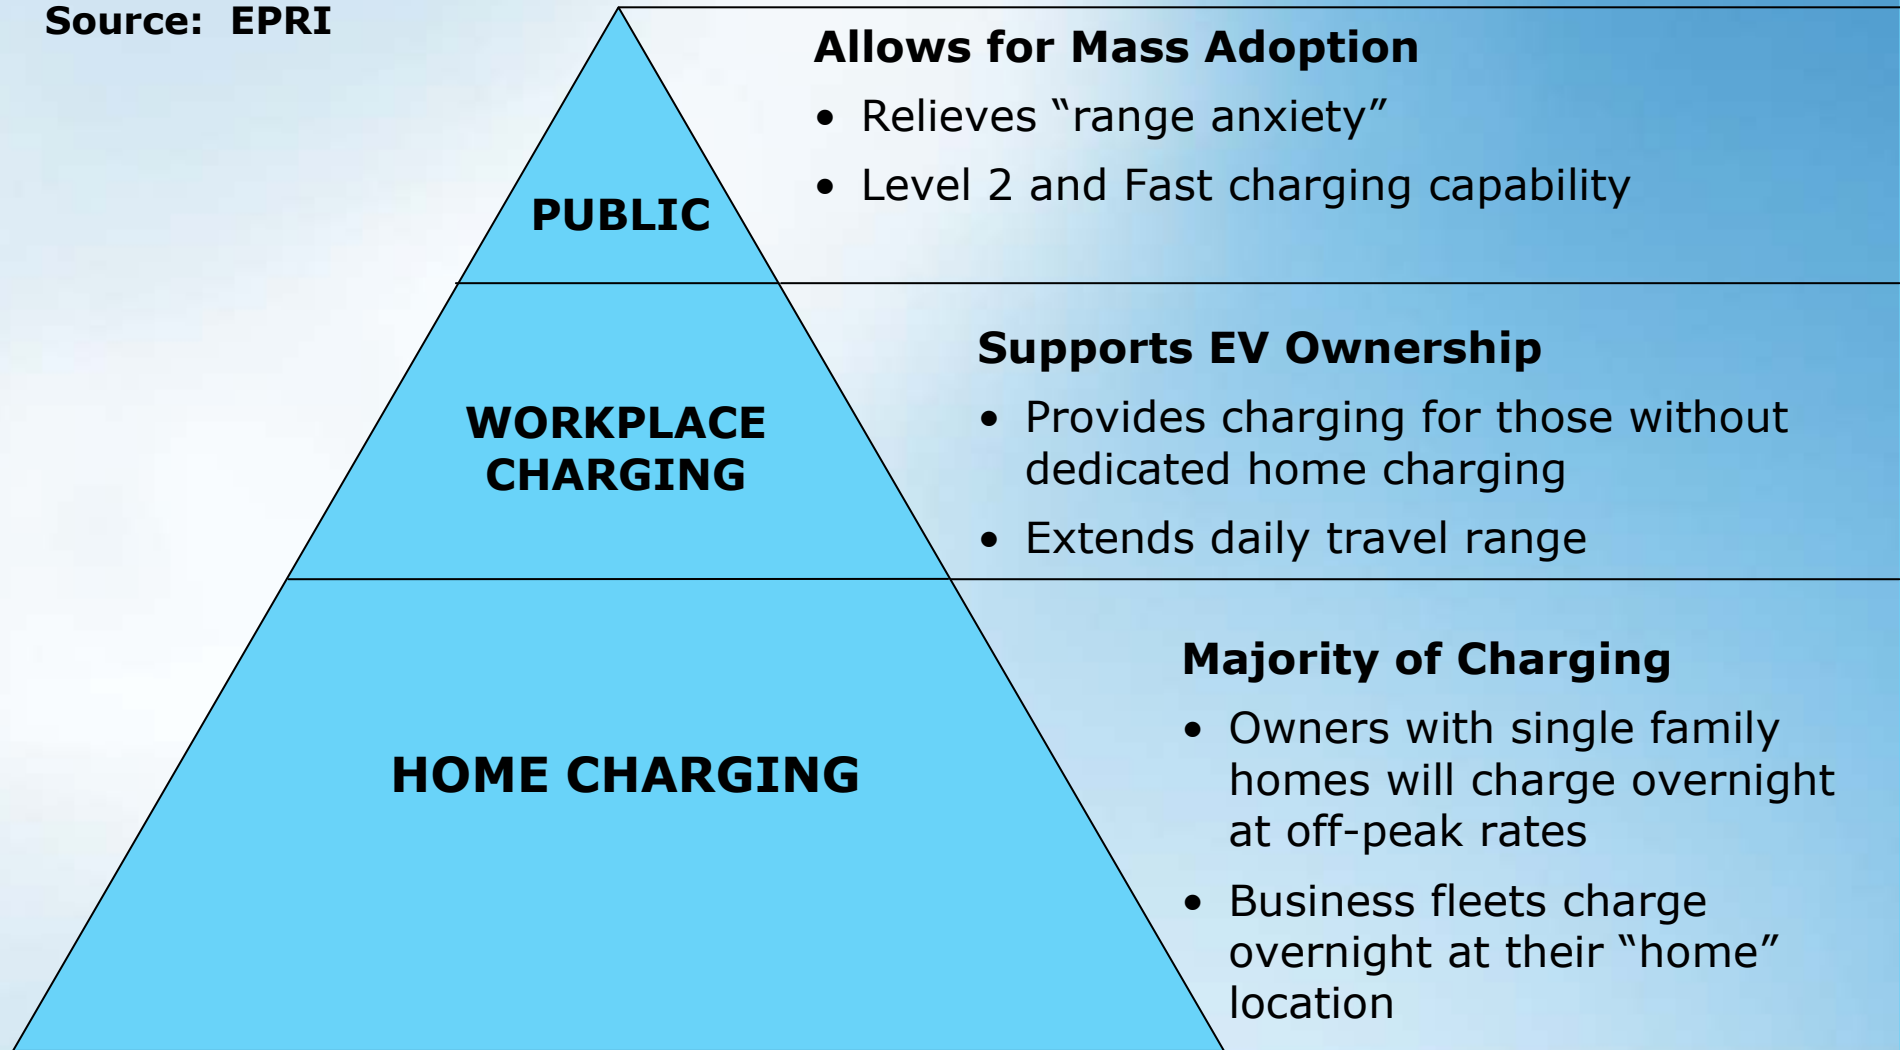 Source: EPRI
Allows for Mass Adoption
• Relieves “range anxiety”
• Level 2 and Fast charging capability
PUBLIC
Supports EV Ownership
• Provides charging for those without
dedicated home charging
• Extends daily travel range
WORKPLACE
CHARGING
Majority of Charging
• Owners with single family
homes will charge overnight
at off-peak rates
• Business fleets charge
overnight at their “home”
location
HOME CHARGING